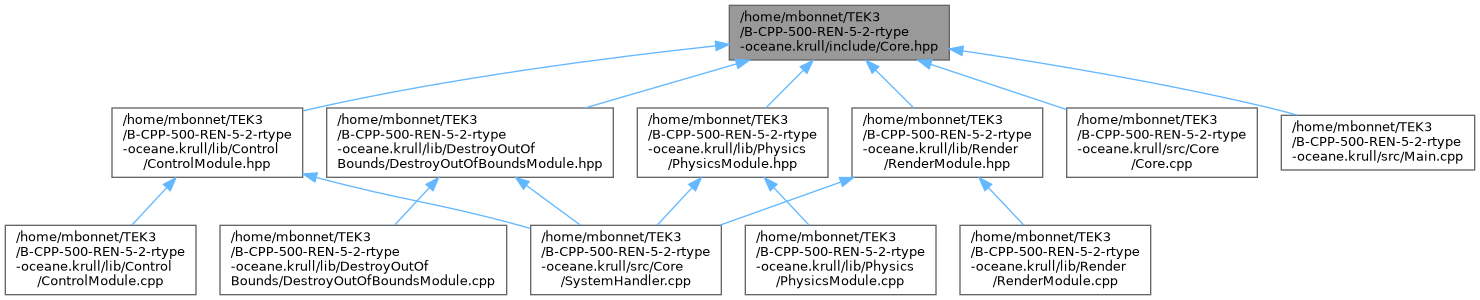 /home/mbonnet/TEK3
/B-CPP-500-REN-5-2-rtype
-oceane.krull/include/Core.hpp
/home/mbonnet/TEK3
/B-CPP-500-REN-5-2-rtype
-oceane.krull/lib/Control
/ControlModule.hpp
/home/mbonnet/TEK3
/B-CPP-500-REN-5-2-rtype
-oceane.krull/lib/DestroyOutOf
Bounds/DestroyOutOfBoundsModule.hpp
/home/mbonnet/TEK3
/B-CPP-500-REN-5-2-rtype
-oceane.krull/lib/Physics
/PhysicsModule.hpp
/home/mbonnet/TEK3
/B-CPP-500-REN-5-2-rtype
-oceane.krull/lib/Render
/RenderModule.hpp
/home/mbonnet/TEK3
/B-CPP-500-REN-5-2-rtype
-oceane.krull/src/Core
/Core.cpp
/home/mbonnet/TEK3
/B-CPP-500-REN-5-2-rtype
-oceane.krull/src/Main.cpp
/home/mbonnet/TEK3
/B-CPP-500-REN-5-2-rtype
-oceane.krull/lib/Control
/ControlModule.cpp
/home/mbonnet/TEK3
/B-CPP-500-REN-5-2-rtype
-oceane.krull/lib/DestroyOutOf
Bounds/DestroyOutOfBoundsModule.cpp
/home/mbonnet/TEK3
/B-CPP-500-REN-5-2-rtype
-oceane.krull/src/Core
/SystemHandler.cpp
/home/mbonnet/TEK3
/B-CPP-500-REN-5-2-rtype
-oceane.krull/lib/Physics
/PhysicsModule.cpp
/home/mbonnet/TEK3
/B-CPP-500-REN-5-2-rtype
-oceane.krull/lib/Render
/RenderModule.cpp